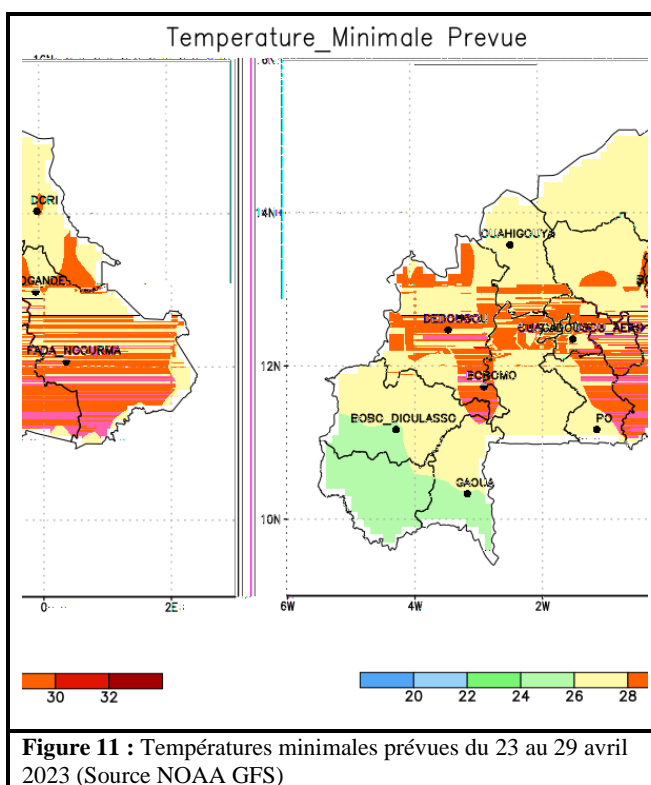 Temperature_Minimale Prevue
14N
12N
10N
DORI
OUAHIGOUYA
DEDOUGOU
FADA_NGOURMA
BOROMO
BOBO_DIOULASSO
PO
GAOUA
0
2E
6W
4W
2W
30
32
20
22
24
26
28
Figure 11 : Températures minimales prévues du 23 au 29 avril
2023 (Source NOAA GFS)